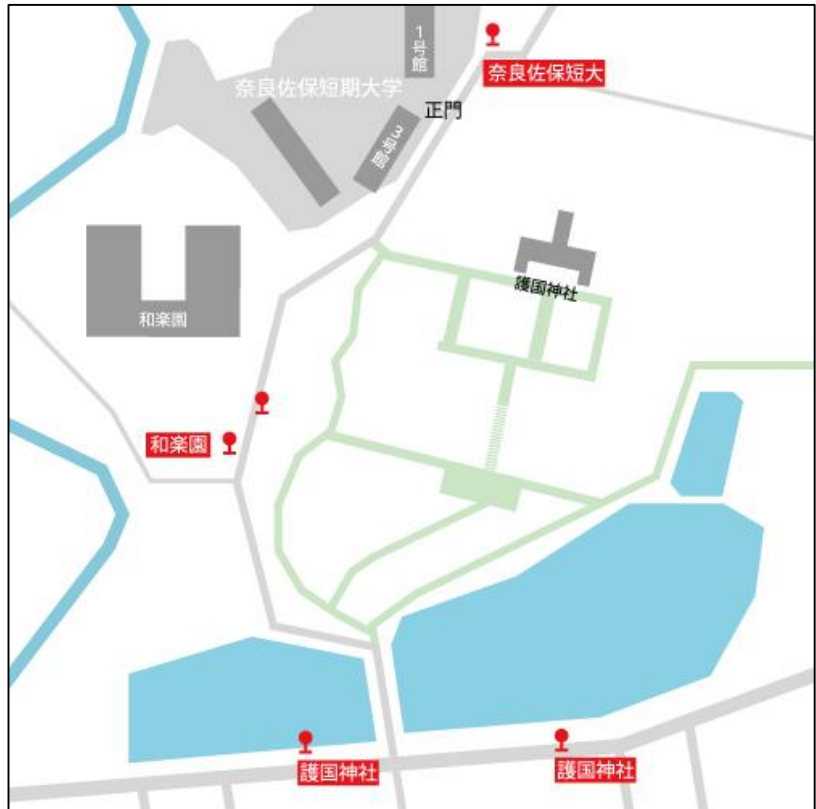 1号館
奈良佐保短大
奈良佐保短期大学
正門
3号館
護国神社
和楽園
和楽園
護国神社
護国神社